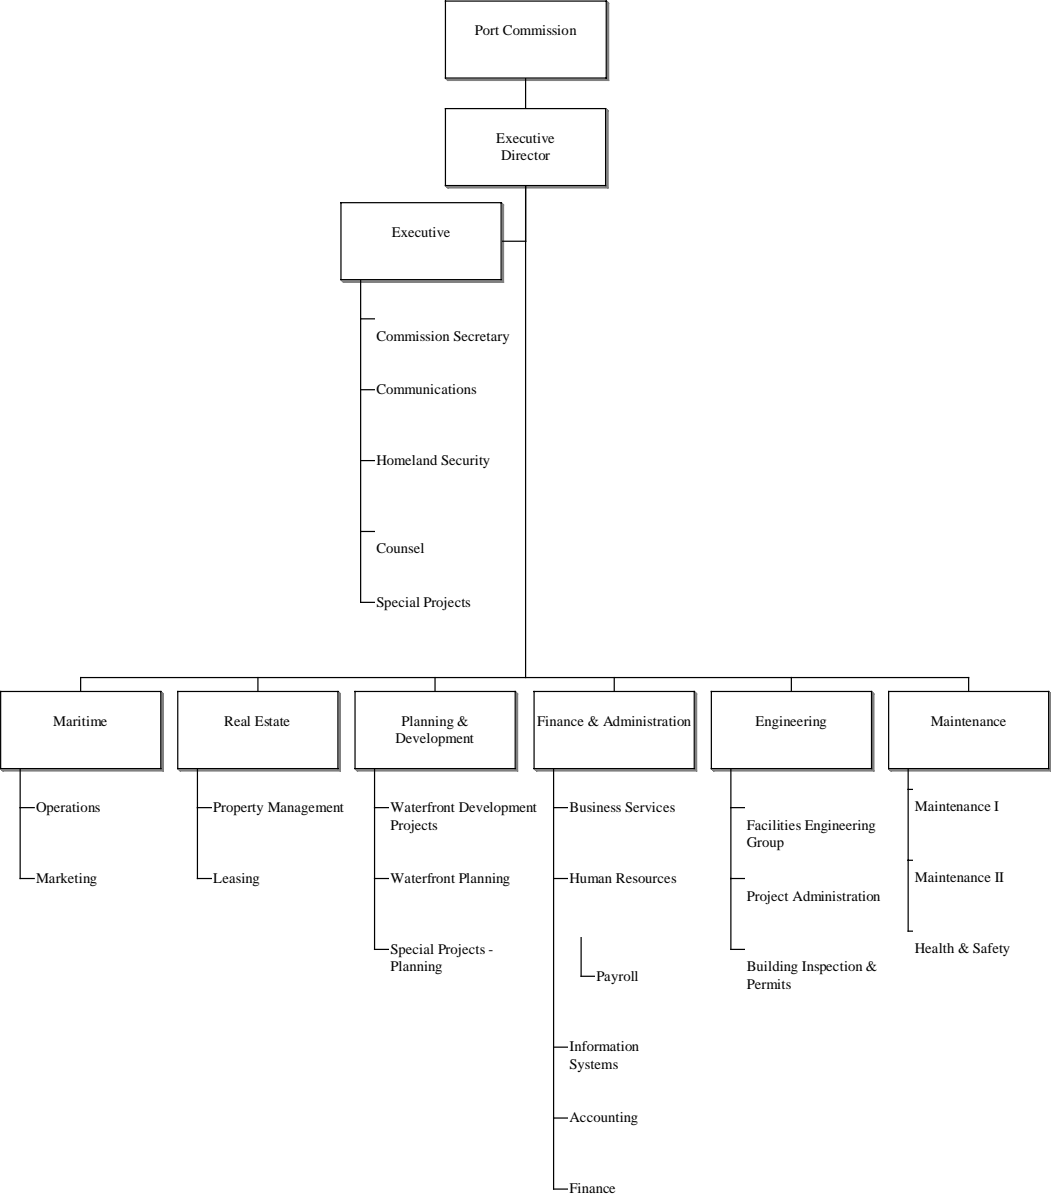 Port Commission
Executive
Director
Executive
Commission Secretary
Communications
Homeland Security
Counsel
Special Projects
Maritime
Operations
Marketing
Real Estate
Property Management
Leasing
Planning &
Development
Waterfront Development
Projects
Waterfront Planning
Special Projects -
Planning
Finance & Administration
Business Services
Human Resources
Payroll
Information
Systems
Accounting
Finance
Engineering
Facilities Engineering
Group
Project Administration
Building Inspection &
Permits
Maintenance
Maintenance I
Maintenance II
Health & Safety